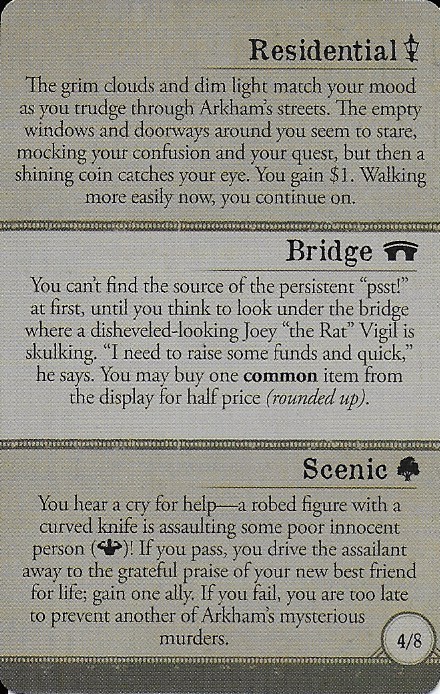 Residential
The grim clouds and dim light match your mood
as you trudge through Arkham's streets. The empty
windows and doorways around you seem to stare,
mocking your confusion and your quest, but then a
shining coin catches your eye. You gain $1. Walking
more easily now, you continue on.
Bridge
You can't find the source of the persistent “psst!”
at first, until you think to look under the bridge
where a disheveled-looking Joey “the Rat” Vigil is
skulking. “I need to raise some funds and quick,”
he says. You may buy one common item from
the display for half price (rounded up).
Scenic
You hear a cry for help—a robed figure with a
curved knife is assaulting some poor innocent
person ( )! If you pass, you drive the assailant
away to the grateful praise of your new best friend
for life; gain one ally. If you fail, you are too late
to prevent another of Arkham's mysterious
murders.
4/8